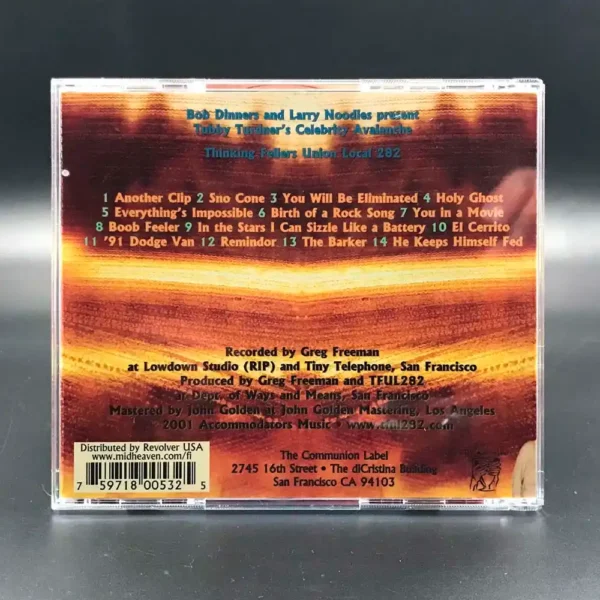 Bob Dinners and Larry Noodles present
Tubby Turdner's Celebrity Avalanche
Thinking Fellers Union Local 282
1 Another Clip 2 Sno Cone 3 You Will Be Eliminated 4 Holy Ghost
5 Everything's Impossible 6 Birth of a Rock Song 7 You in a Movie
8 Boob Feeler 9 In the Stars I Can Sizzle Like a Battery 10 El Cerrito
11 '91 Dodge Van 12 Remindor 13 The Barker 14 He Keeps Himself Fed
Recorded by Greg Freeman
at Lowdown Studio (RIP) and Tiny Telephone, San Francisco
Produced by Greg Freeman and TFUL282
at Dept. of Ways and Means, San Francisco
Mastered by John Golden at John Golden Mastering, Los Angeles
2001 Accommodators Music • www.tful292.com
Distributed by Revolver USA
www.midheaven.com/fi
7 59718 00532 5
The Communion Label
2745 16th Street • The diCristina Building
San Francisco CA 94103